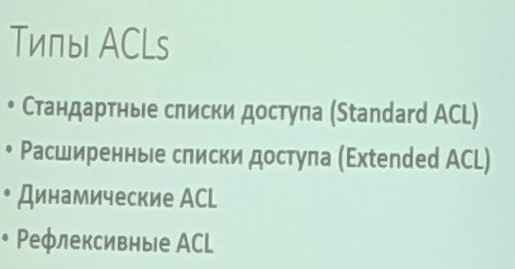 Типы ACLs
• Стандартные списки доступа (Standard ACL)
• Расширенные списки доступа (Extended ACL)
• Динамические ACL
• Рефлексивные ACL